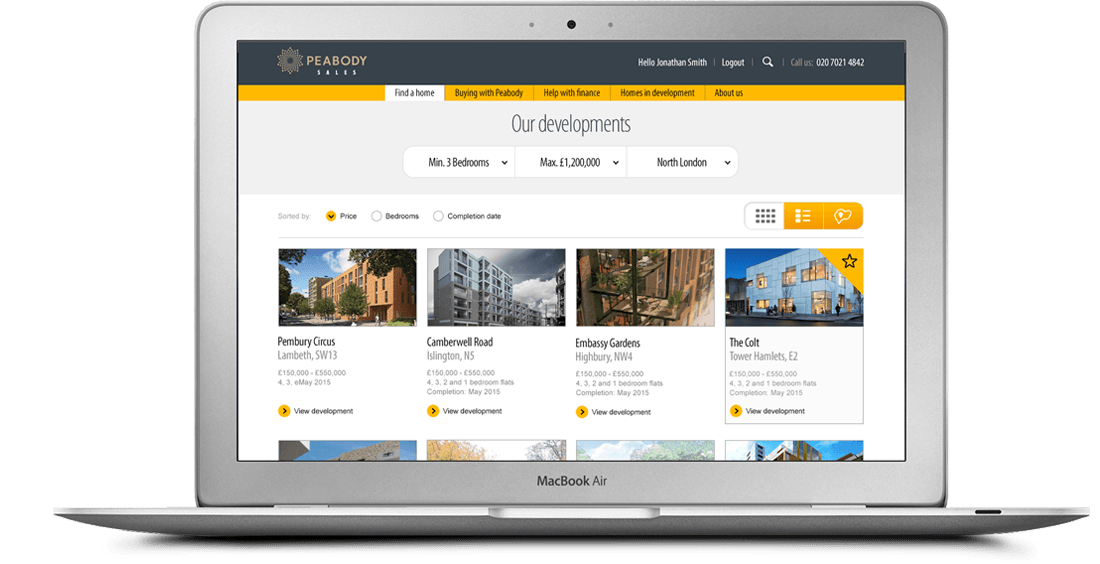 PEABODY
SALES
Hello Jonathan Smith | Logout | | Call us: 020 7021 4842
Find a home Buying with Peabody Help with finance Homes in development About us
Our developments
Min. 3 Bedrooms Max. £1,200,000 North London
Sorted by: Price Bedrooms Completion date
Pembury Circus
Lambeth, SW13
£150,000 - £550,000
4, 3, eMay 2015
View development
Camberwell Road
Islington, N5
£150,000 - £550,000
4, 3, 2 and 1 bedroom flats
Completion: May 2015
View development
Embassy Gardens
Highbury, NW4
£150,000 - £550,000
4, 3, 2 and 1 bedroom flats
Completion: May 2015
View development
The Colt
Tower Hamlets, E2
£150,000 - £550,000
4, 3, 2 and 1 bedroom flats
Completion: May 2015
View development
MacBook Air